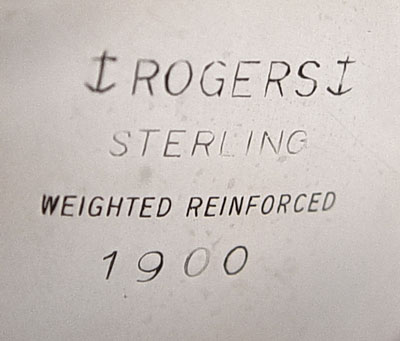 ROGERS
STERLING
WEIGHTED REINFORCED
1900